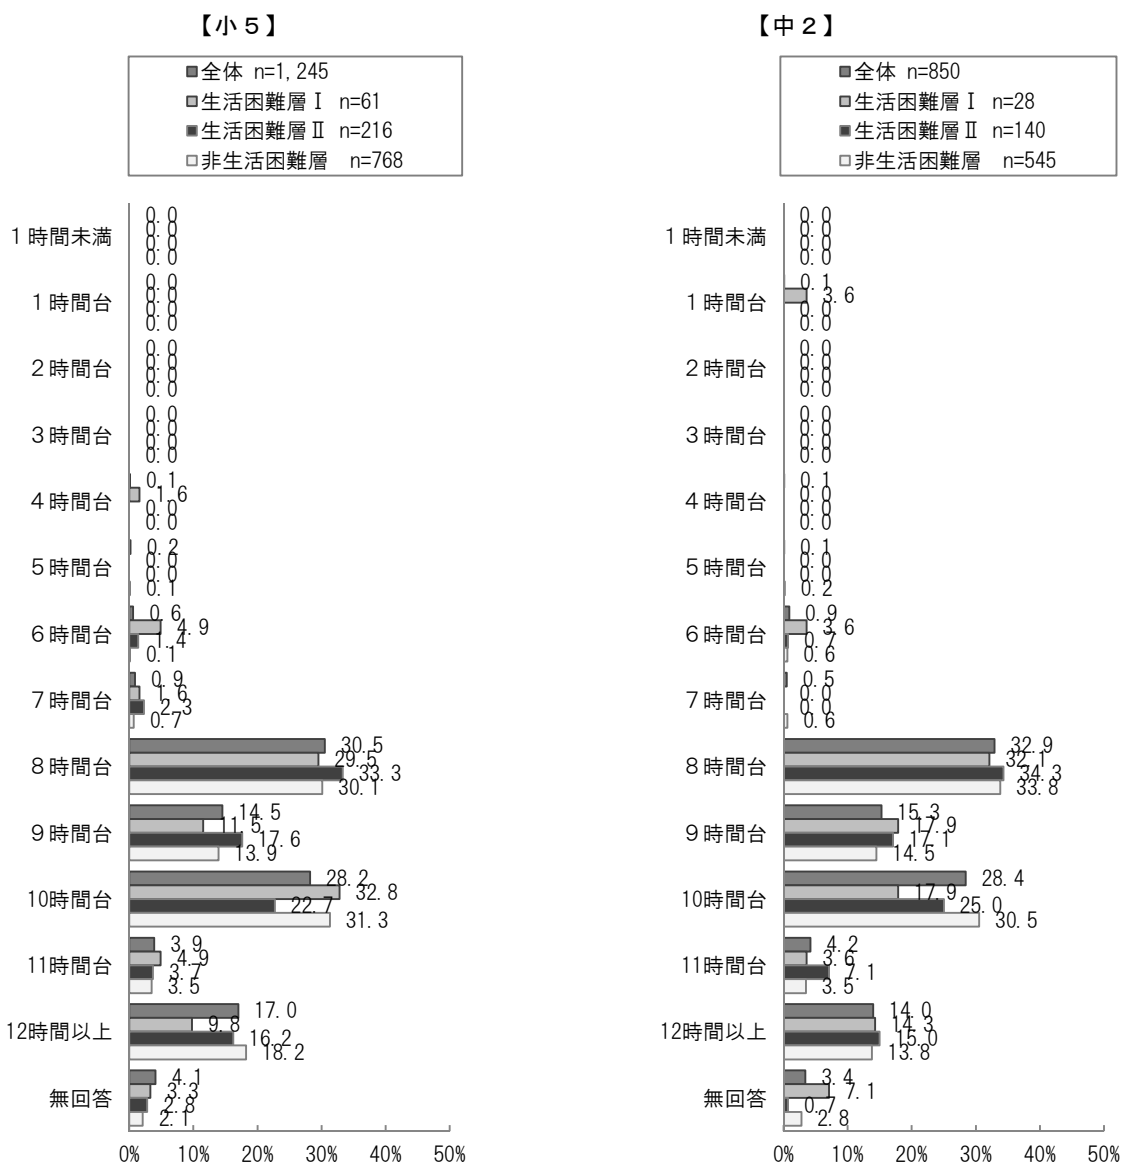 【小５】
全体 n=1,245
生活困難層Ⅰ n=61
生活困難層Ⅱ n=216
非生活困難層 n=768
１時間未満
0.0
0.0
0.0
0.0
１時間台
0.0
0.0
0.0
0.0
２時間台
0.0
0.0
0.0
0.0
３時間台
0.0
0.0
0.0
0.0
４時間台
0.1
1.6
0.0
0.0
５時間台
0.2
0.0
0.0
0.1
６時間台
0.6
4.9
1.4
0.1
７時間台
0.9
1.6
2.3
0.7
８時間台
30.5
29.5
33.3
30.1
９時間台
14.5
11.5
17.6
13.9
10時間台
28.2
32.8
22.7
31.3
11時間台
3.9
4.9
3.7
3.5
12時間以上
17.0
9.8
16.2
18.2
無回答
4.1
3.3
2.8
2.1
0% 10% 20% 30% 40% 50%
【中２】
全体 n=850
生活困難層Ⅰ n=28
生活困難層Ⅱ n=140
非生活困難層 n=545
１時間未満
0.0
0.0
0.0
0.0
１時間台
0.1
3.6
0.0
0.0
２時間台
0.0
0.0
0.0
0.0
３時間台
0.0
0.0
0.0
0.0
４時間台
0.1
0.0
0.0
0.0
５時間台
0.1
0.0
0.0
0.2
６時間台
0.9
3.6
0.7
0.6
７時間台
0.5
0.0
0.0
0.6
８時間台
32.9
32.1
34.3
33.8
９時間台
15.3
17.9
17.1
14.5
10時間台
28.4
17.9
25.0
30.5
11時間台
4.2
3.6
7.1
3.5
12時間以上
14.0
14.3
15.0
13.8
無回答
3.4
7.1
0.7
2.8
0% 10% 20% 30% 40% 50%